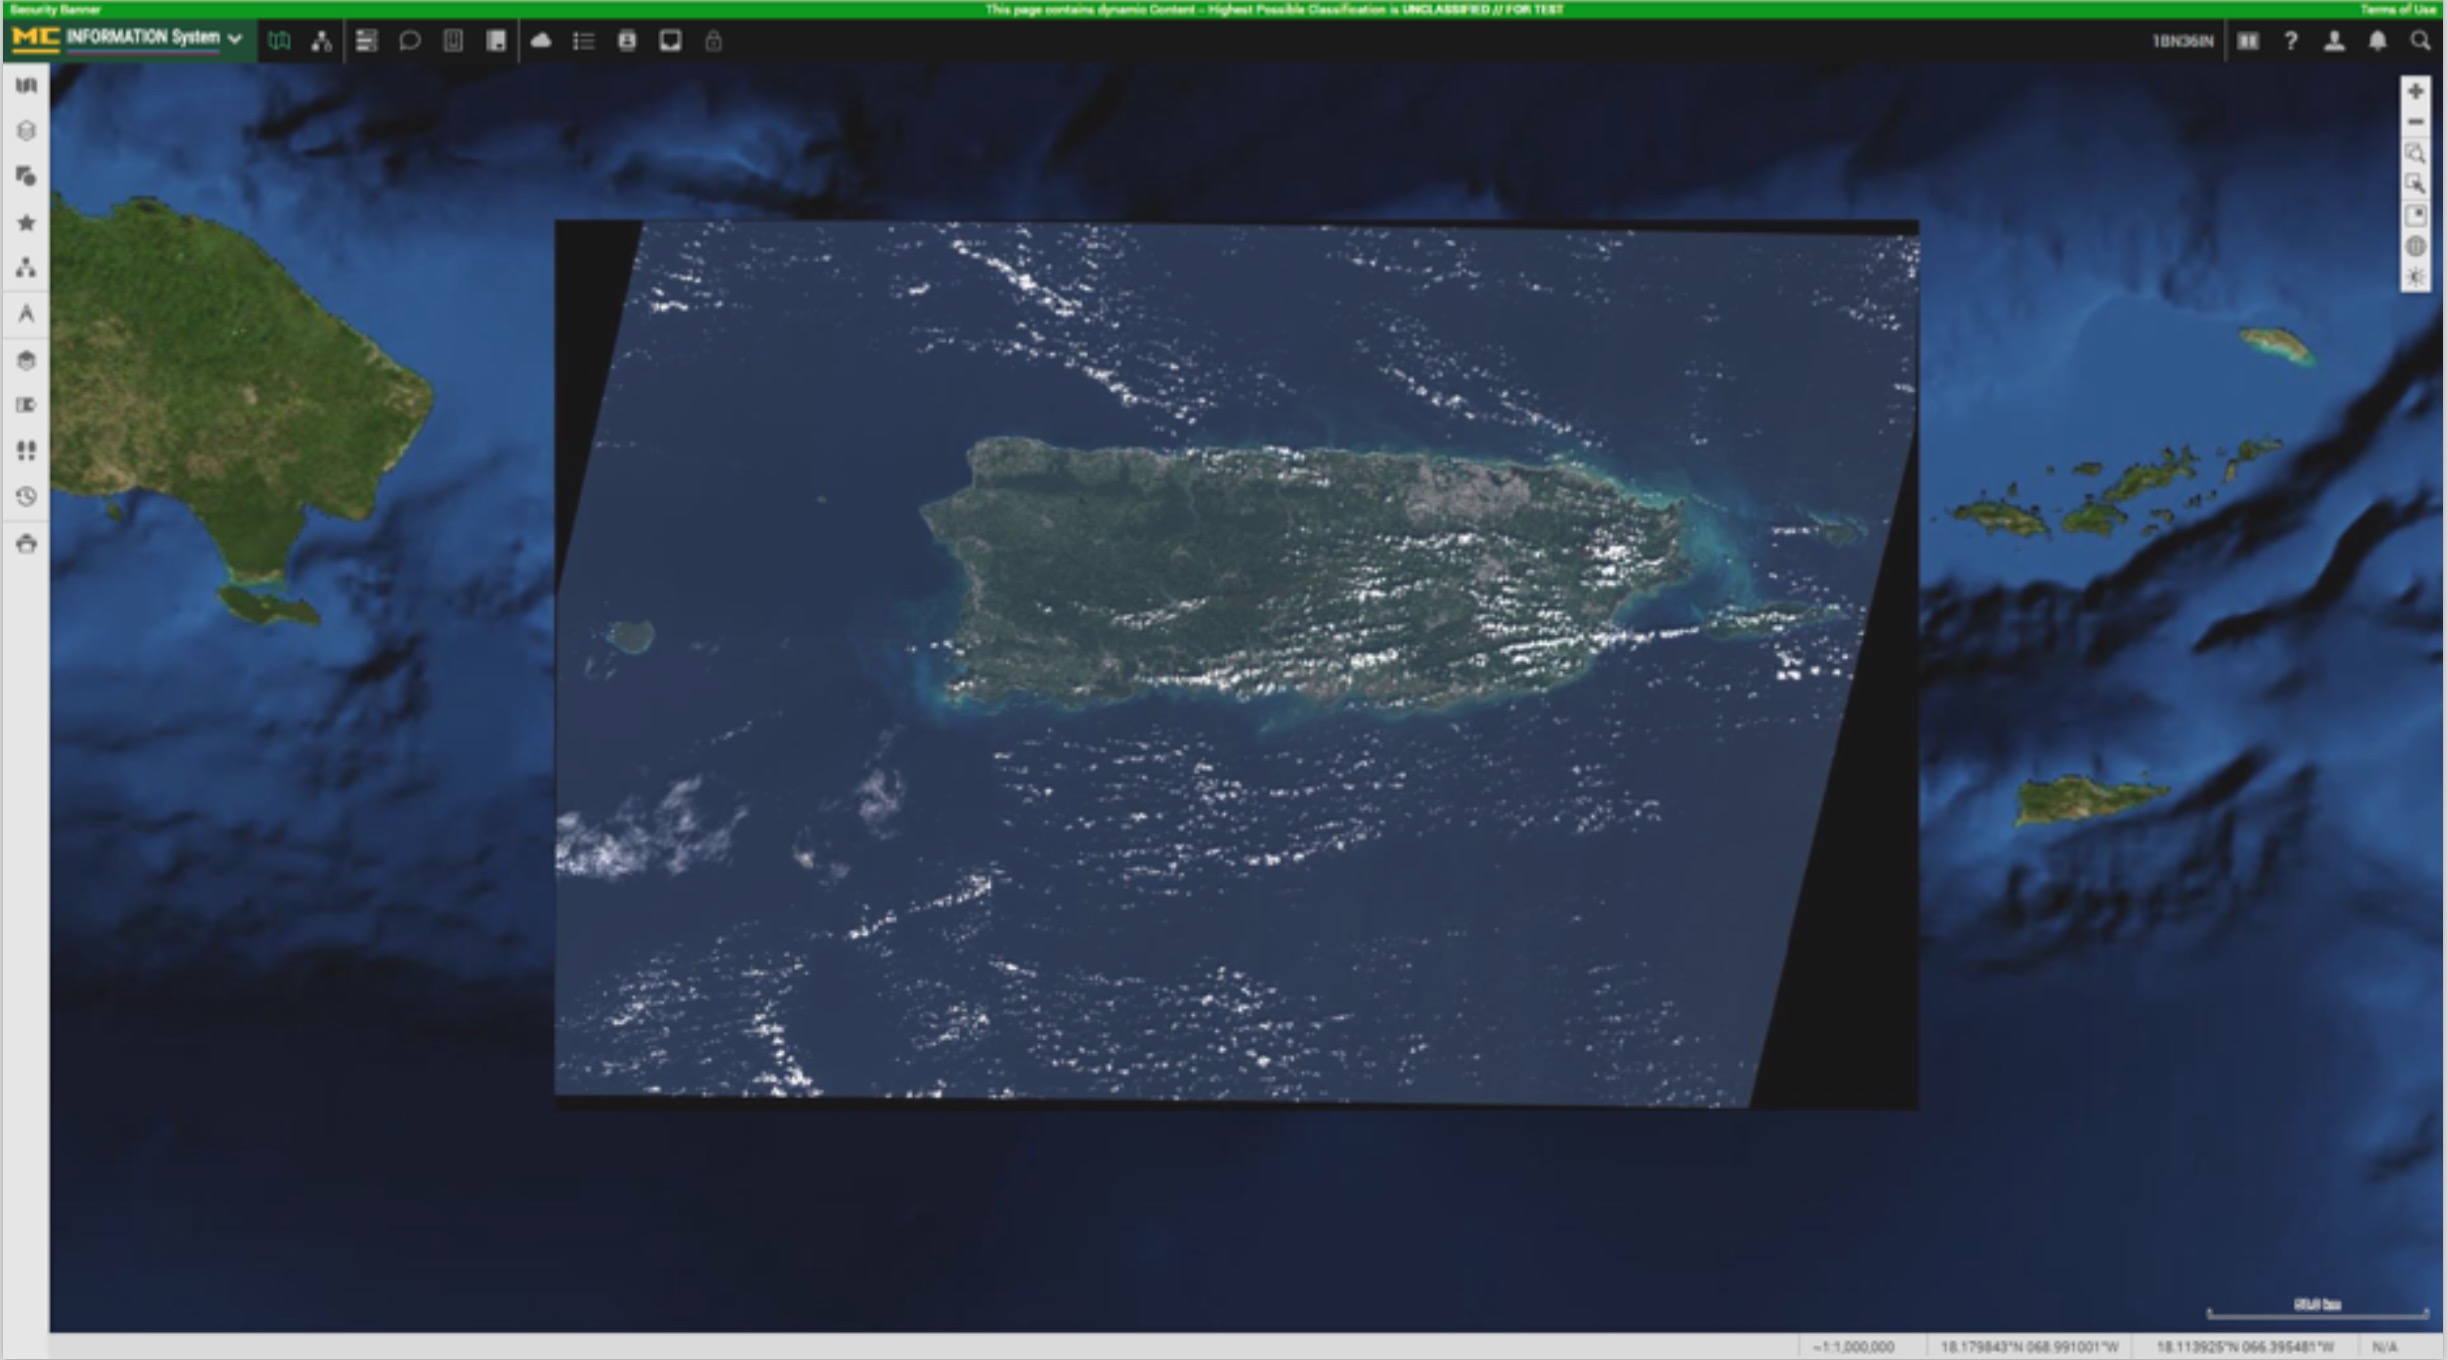 Security Banner
This page contains dynamic Content - Highest Possible Classification is UNCLASSIFIED // FOR TEST
Terms of Use
MC INFORMATION System
1BN36IN
~1:1,000,000
18.179843°N 068.991001°W
18.113925°N 066.395481°W
N/A